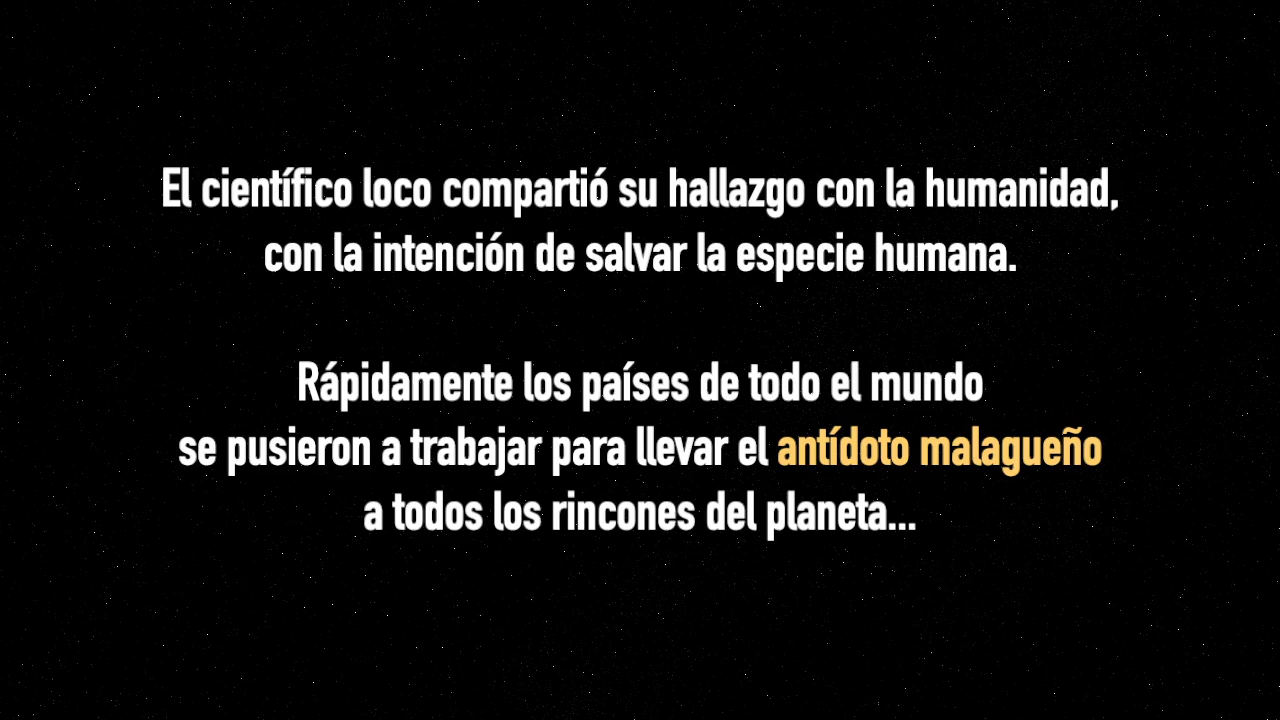 El científico loco compartió su hallazgo con la humanidad,
con la intención de salvar la especie humana.
Rápidamente los países de todo el mundo
se pusieron a trabajar para llevar el antídoto malagueño
a todos los rincones del planeta...